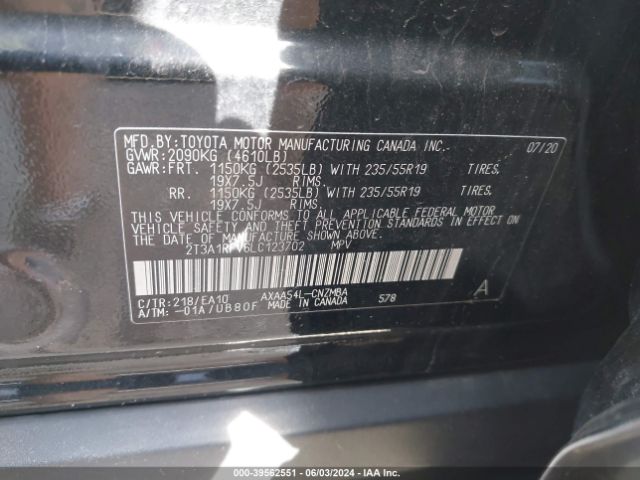 MFD.BY:TOYOTA MOTOR MANUFACTURING CANADA INC. 07/20
GVWR:2090KG (4610LB)
GAWR:FRT. 1150KG (2535LB) WITH 235/55R19 TIRES.
19X7.5J RIMS.
RR. 1150KG (2535LB) WITH 235/55R19 TIRES.
19X7.5J RIMS.
THIS VEHICLE CONFORMS TO ALL APPLICABLE FEDERAL MOTOR
VEHICLE SAFETY AND THEFT PREVENTION STANDARDS IN EFFECT ON
THE DATE OF MANUFACTURE SHOWN ABOVE.
MPV
C/TR:218/EA10 AXAA54L-CNZMBA 578 A
A/TM:-01A/UB80F MADE IN CANADA
000-39562551 - 06/03/2024 - IAA Inc.